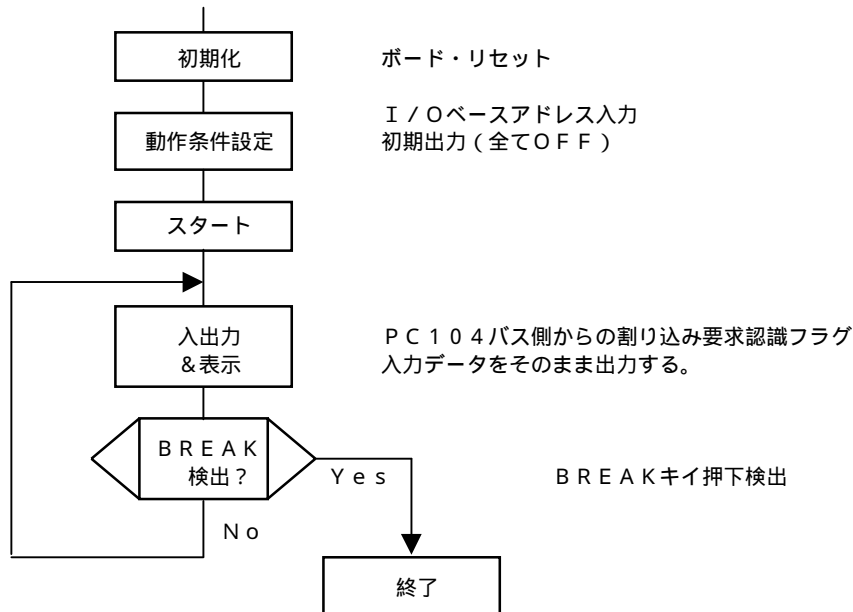 初期化
ボード・リセット
動作条件設定
Ｉ／Ｏベースアドレス入力
初期出力（全てＯＦＦ）
スタート
入出力
＆表示
ＰＣ１０４バス側からの割り込み要求認識フラグ
入力データをそのまま出力する。
ＢＲＥＡＫ
検出？
Ｙｅｓ
ＢＲＥＡＫキイ押下検出
Ｎｏ
終了